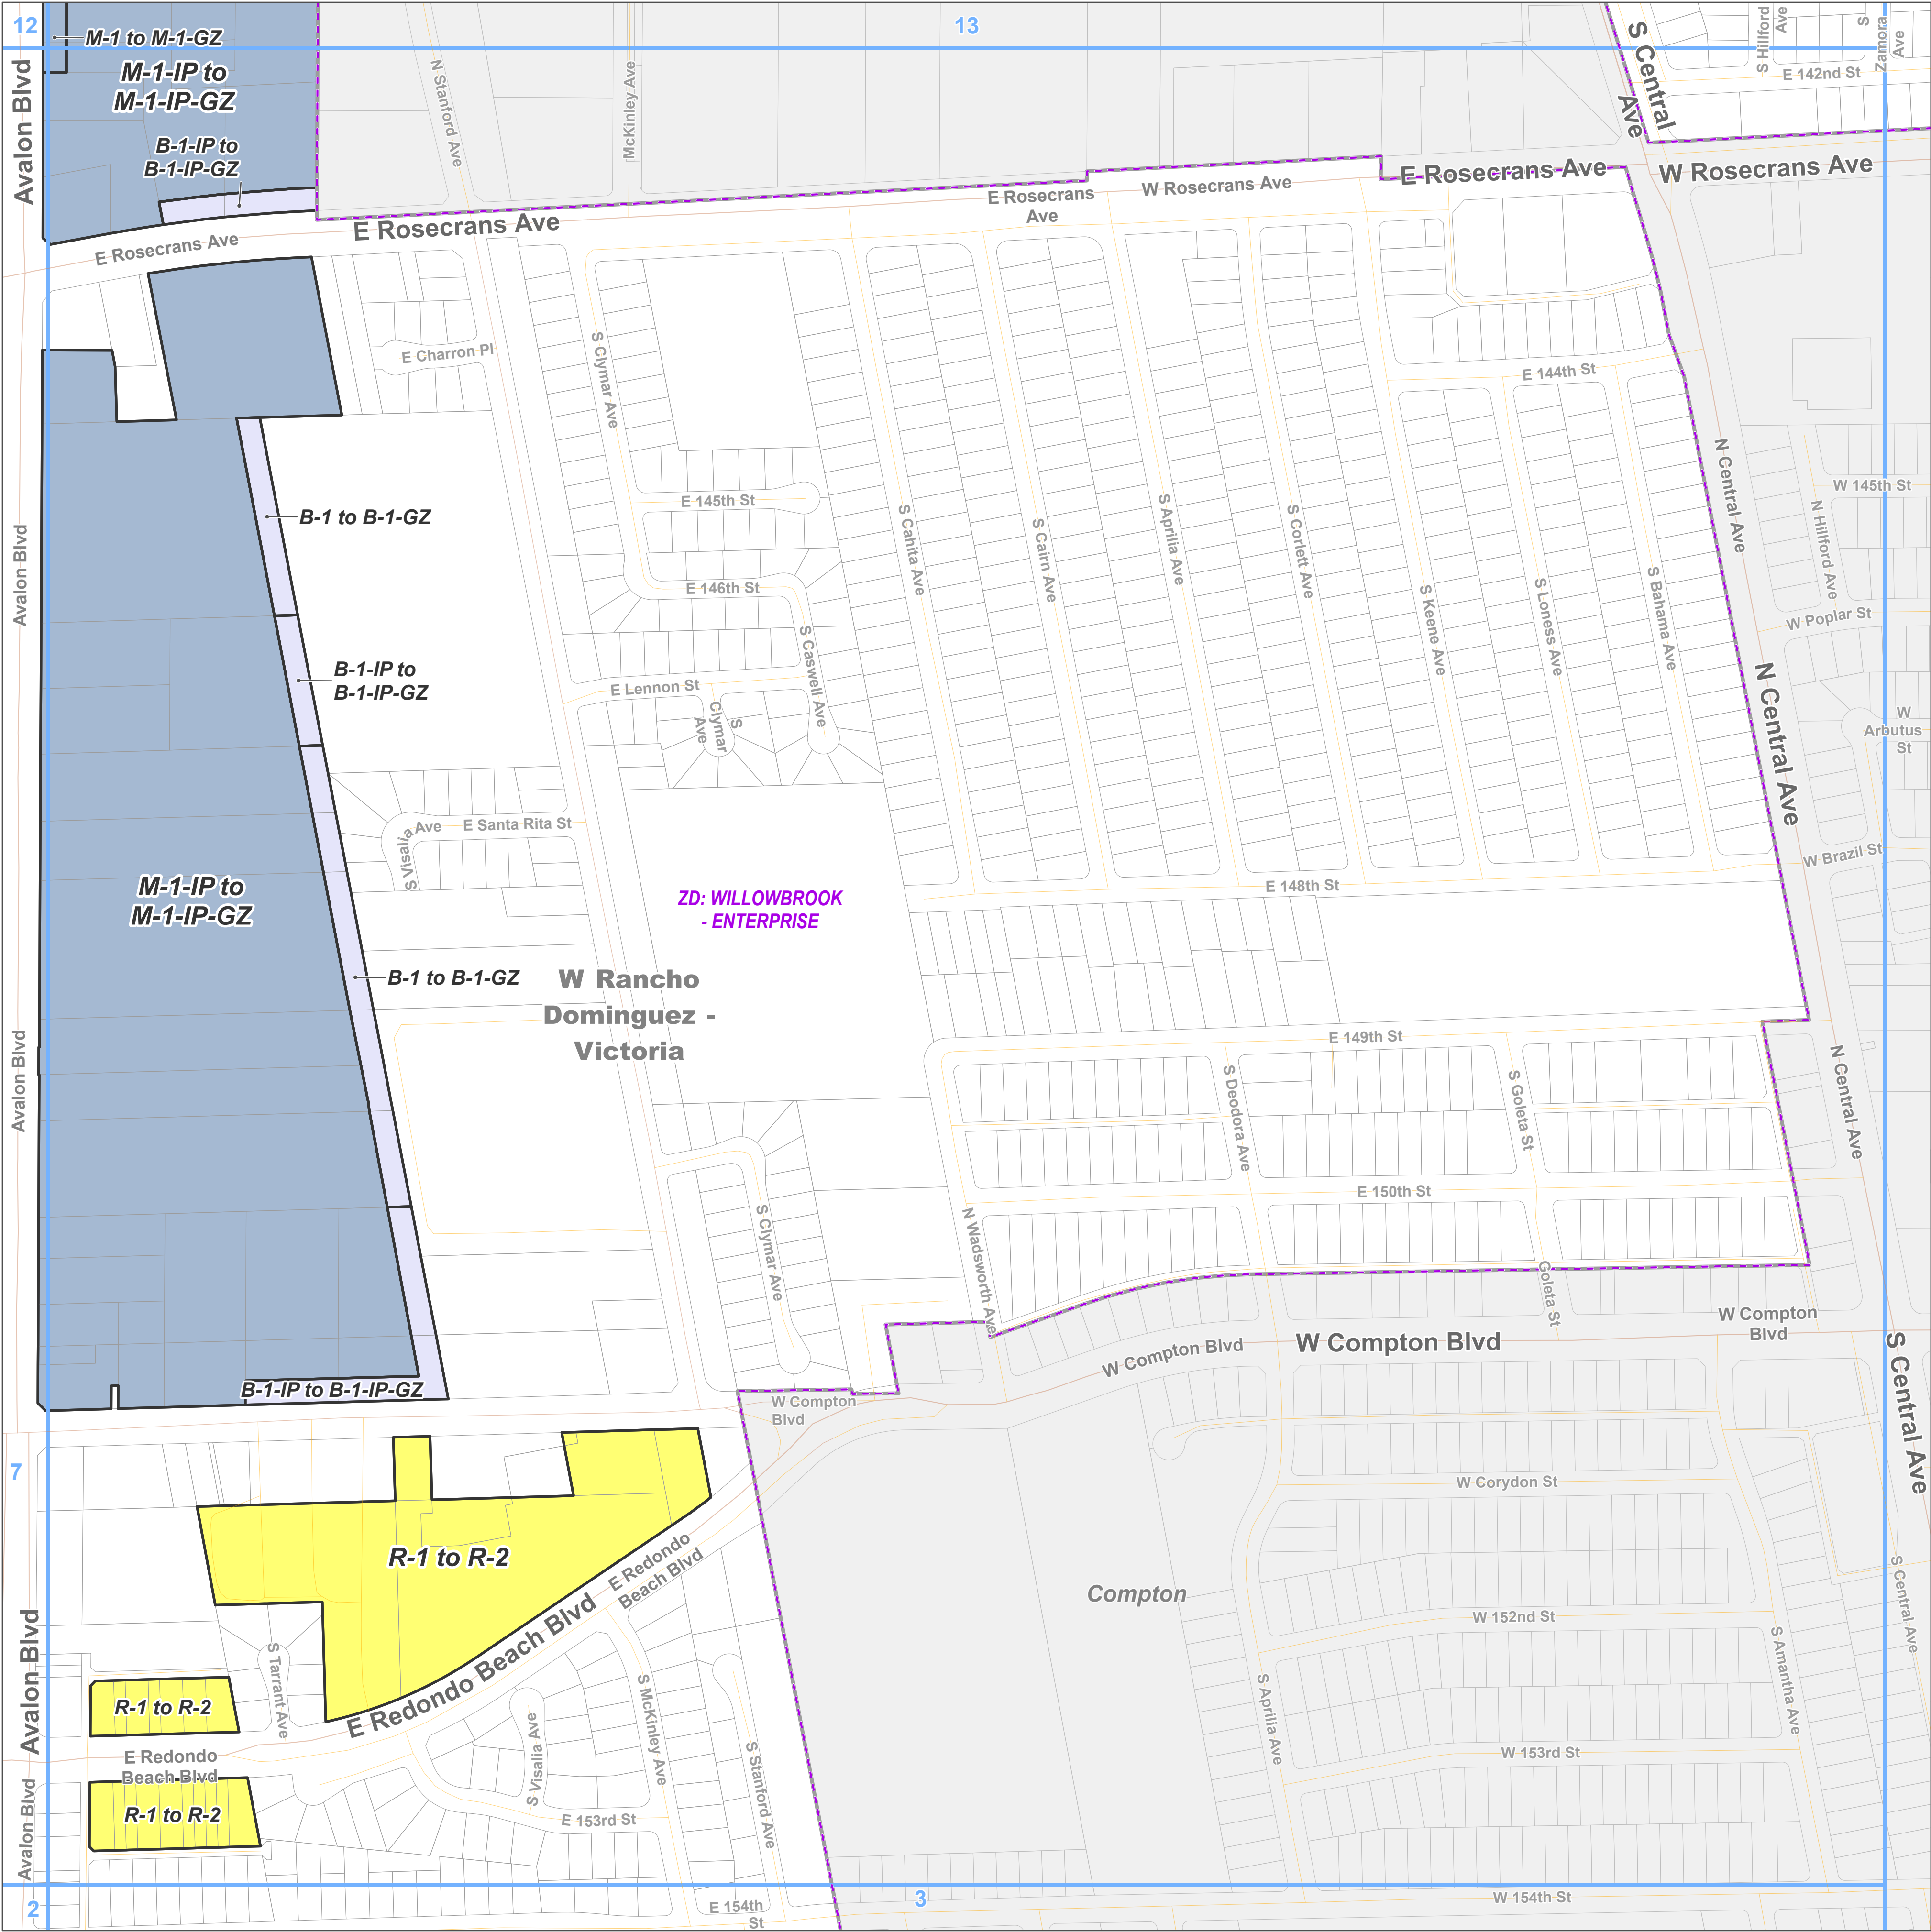 12
13
M-1 to M-1-GZ
M-1-IP to
M-1-IP-GZ
B-1-IP to
B-1-IP-GZ
Avalon Blvd
N Stanford Ave
McKinley Ave
S Central
Ave
S Hillford
Ave
S
Zamora
Ave
E 142nd St
E Rosecrans Ave
E Rosecrans Ave
E Rosecrans
Ave
W Rosecrans Ave
E Rosecrans Ave
W Rosecrans Ave
E Charron Pl
S Clymar Ave
E 144th St
N Central Ave
W 145th St
N Hillford Ave
E 145th St
B-1 to B-1-GZ
Avalon Blvd
S Cahita Ave
S Cairn Ave
S Aprilia Ave
S Corlett Ave
S Keene Ave
S Loness Ave
S Bahama Ave
E 146th St
W Poplar St
B-1-IP to
B-1-IP-GZ
S Caswell Ave
E Lennon St
S
Clymar
Ave
N Central Ave
W
Arbutus
St
S Visalia
Ave
E Santa Rita St
W Brazil St
M-1-IP to
M-1-IP-GZ
ZD: WILLOWBROOK
- ENTERPRISE
E 148th St
B-1 to B-1-GZ
W Rancho
Dominguez -
Victoria
Avalon Blvd
E 149th St
N Central Ave
S Deodora Ave
S Goleta St
E 150th St
S Clymar Ave
N Wadsworth Ave
Goleta St
W Compton Blvd
W Compton Blvd
W Compton
Blvd
S Central Ave
B-1-IP to B-1-IP-GZ
W Compton
Blvd
7
W Corydon St
R-1 to R-2
E Redondo
Beach Blvd
Compton
S Central Ave
W 152nd St
E Redondo Beach Blvd
S Tarrant Ave
Avalon Blvd
R-1 to R-2
S McKinley Ave
S Aprilia Ave
S Amantha Ave
E Redondo
Beach Blvd
S Visalia Ave
S Stanford Ave
W 153rd St
Avalon Blvd
R-1 to R-2
E 153rd St
2
3
E 154th
St
W 154th St